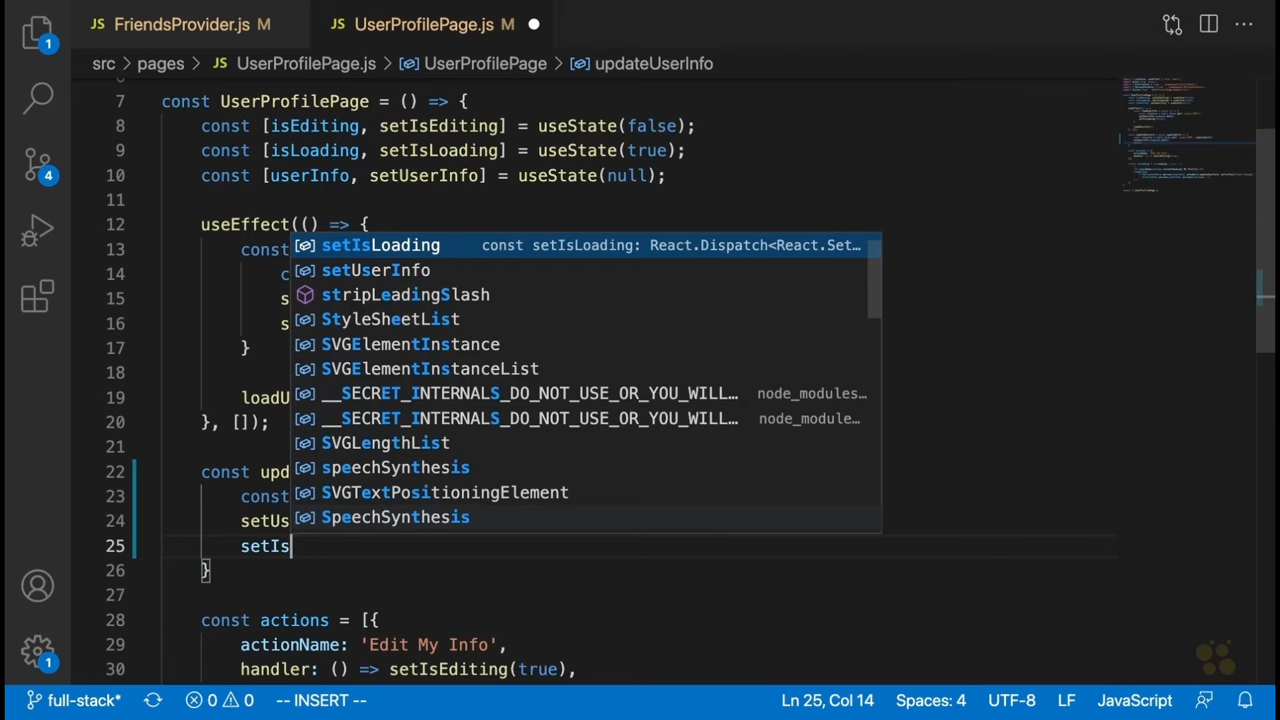 JS FriendsProvider.js M JS UserProfilePage.js M
src > pages > JS UserProfilePage.js > UserProfilePage > updateUserInfo
7 const UserProfilePage = () => {
8 const [isEditing, setIsEditing] = useState(false);
9 const [isLoading, setIsLoading] = useState(true);
10 const [userInfo, setUserInfo] = useState(null);
11
12 useEffect(() => {
13 const
14 c
15 s
16 s
17 }
18
19 loadU
20 }, []);
21
22 const upd
23 const
24 setUs
25 setIs
26 }
27
28 const actions = [{
29 actionName: 'Edit My Info',
30 handler: () => setIsEditing(true),
setIsLoading const setIsLoading: React.Dispatch<React.Set…
setUserInfo
stripLeadingSlash
StyleSheetList
SVGElementInstance
SVGElementInstanceList
__SECRET_INTERNALS_DO_NOT_USE_OR_YOU_WILL… node_modules…
__SECRET_INTERNALS_DO_NOT_USE_OR_YOU_WILL… node_module…
SVGLengthList
speechSynthesis
SVGTextPositioningElement
SpeechSynthesis
1
4
1
full-stack* 0 0 -- INSERT -- Ln 25, Col 14 Spaces: 4 UTF-8 LF JavaScript